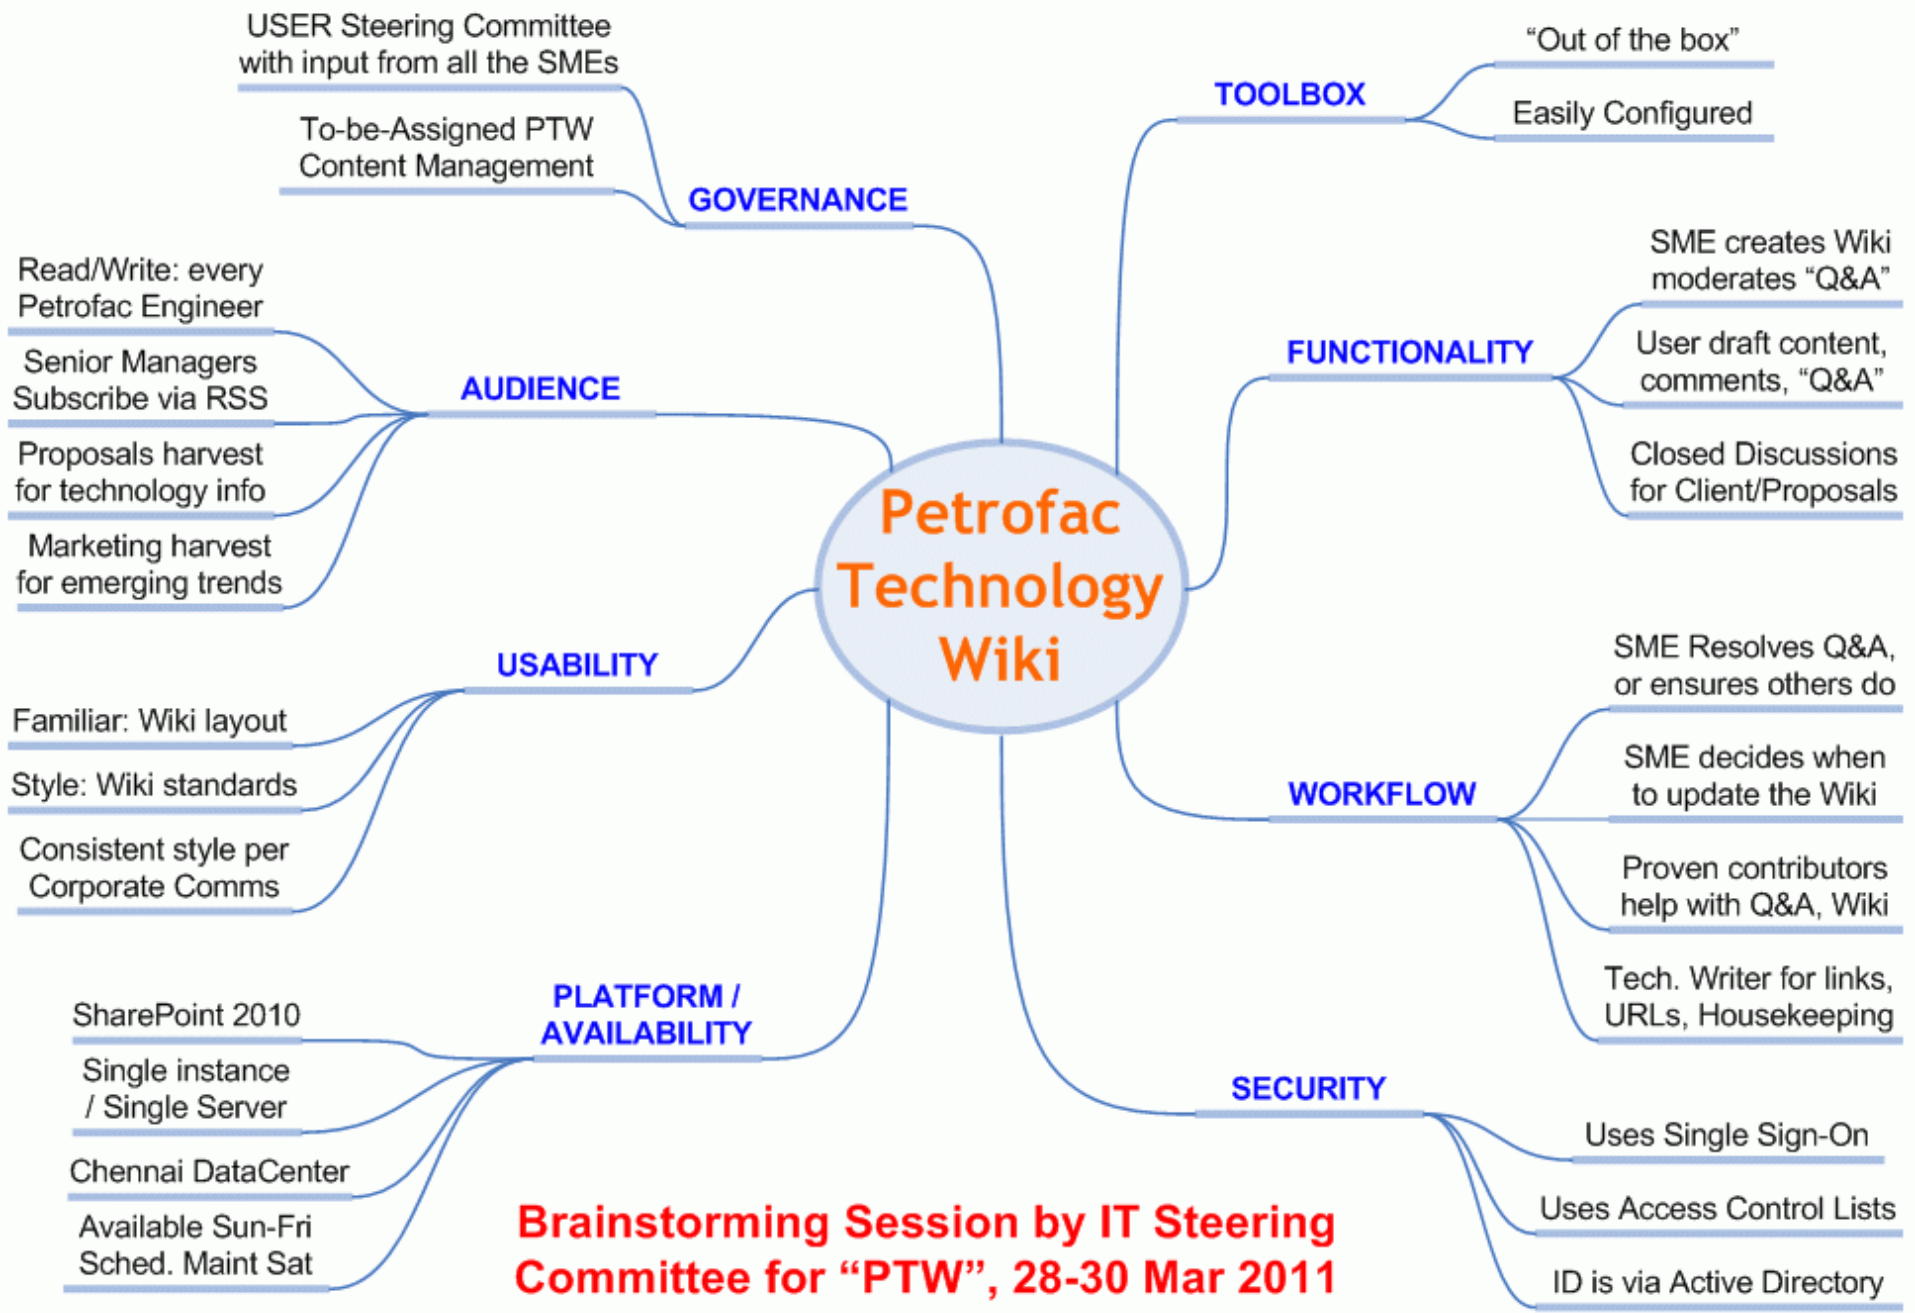 USER Steering Committee
with input from all the SMEs
To-be-Assigned PTW
Content Management
GOVERNANCE
Read/Write: every
Petrofac Engineer
Senior Managers
Subscribe via RSS
Proposals harvest
for technology info
Marketing harvest
for emerging trends
AUDIENCE
USABILITY
Familiar: Wiki layout
Style: Wiki standards
Consistent style per
Corporate Comms
PLATFORM /
AVAILABILITY
SharePoint 2010
Single instance
/ Single Server
Chennai DataCenter
Available Sun-Fri
Sched. Maint Sat
Petrofac
Technology
Wiki
TOOLBOX
“Out of the box”
Easily Configured
FUNCTIONALITY
SME creates Wiki
moderates “Q&A”
User draft content,
comments, “Q&A”
Closed Discussions
for Client/Proposals
WORKFLOW
SME Resolves Q&A,
or ensures others do
SME decides when
to update the Wiki
Proven contributors
help with Q&A, Wiki
Tech. Writer for links,
URLs, Housekeeping
SECURITY
Uses Single Sign-On
Uses Access Control Lists
ID is via Active Directory
Brainstorming Session by IT Steering
Committee for “PTW”, 28-30 Mar 2011